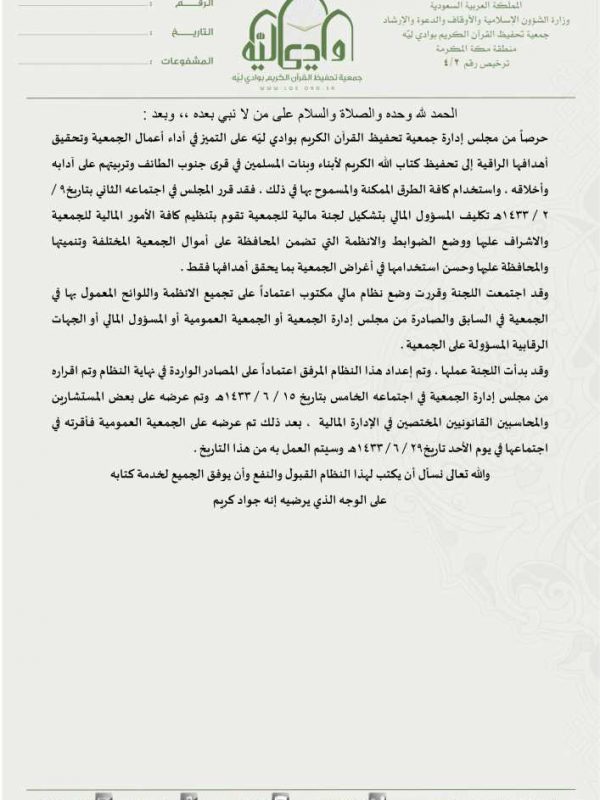 المملكة العربية السعودية
وزارة الشؤون الإسلامية والأوقاف والدعوة والإرشاد
جمعية تحفيظ القرآن الكريم بوادي ليّه
منطقة مكة المكرمة
ترخيص رقم ٤/٢
وادي ليّه
جمعية تحفيظ القرآن الكريم بوادي ليّه
WWW.LQE.ORG.SA
الرقم :
التاريخ :
المشفوعات :
الحمد لله وحده والصلاة والسلام على من لا نبي بعده ،، وبعد :
حرصاً من مجلس إدارة جمعية تحفيظ القرآن الكريم بوادي ليّه على التميز في أداء أعمال الجمعية وتحقيق
أهدافها الراقية إلى تحفيظ كتاب الله الكريم لأبناء وبنات المسلمين في قرى جنوب الطائف وتربيتهم على آدابه
وأخلاقه ، واستخدام كافة الطرق الممكنة والمسموح بها في ذلك . فقد قرر المجلس في اجتماعه الثاني بتاريخ ٩ /
٢ / ١٤٣٣هـ تكليف المسؤول المالي بتشكيل لجنة مالية للجمعية تقوم بتنظيم كافة الأمور المالية للجمعية
والاشراف عليها ووضع الضوابط والانظمة التي تضمن المحافظة على أموال الجمعية المختلفة وتنميتها
والمحافظة عليها وحسن استخدامها في أغراض الجمعية بما يحقق أهدافها فقط .
وقد اجتمعت اللجنة وقررت وضع نظام مالي مكتوب اعتماداً على تجميع الانظمة واللوائح المعمول بها في
الجمعية في السابق والصادرة من مجلس إدارة الجمعية أو الجمعية العمومية أو المسؤول المالي أو الجهات
الرقابية المسؤولة على الجمعية .
وقد بدأت اللجنة عملها ، وتم إعداد هذا النظام المرفق اعتماداً على المصادر الواردة في نهاية النظام وتم اقراره
من مجلس إدارة الجمعية في اجتماعه الخامس بتاريخ ١٥ / ٦ / ١٤٣٣هـ وتم عرضه على بعض المستشارين
والمحاسبين القانونيين المختصين في الإدارة المالية ، بعد ذلك تم عرضه على الجمعية العمومية فأقرته في
اجتماعها في يوم الأحد تاريخ ٢٩ / ٦ / ١٤٣٣هـ وسيتم العمل به من هذا التاريخ .
والله تعالى نسأل أن يكتب لهذا النظام القبول والنفع وأن يوفق الجميع لخدمة كتابه
على الوجه الذي يرضيه إنه جواد كريم